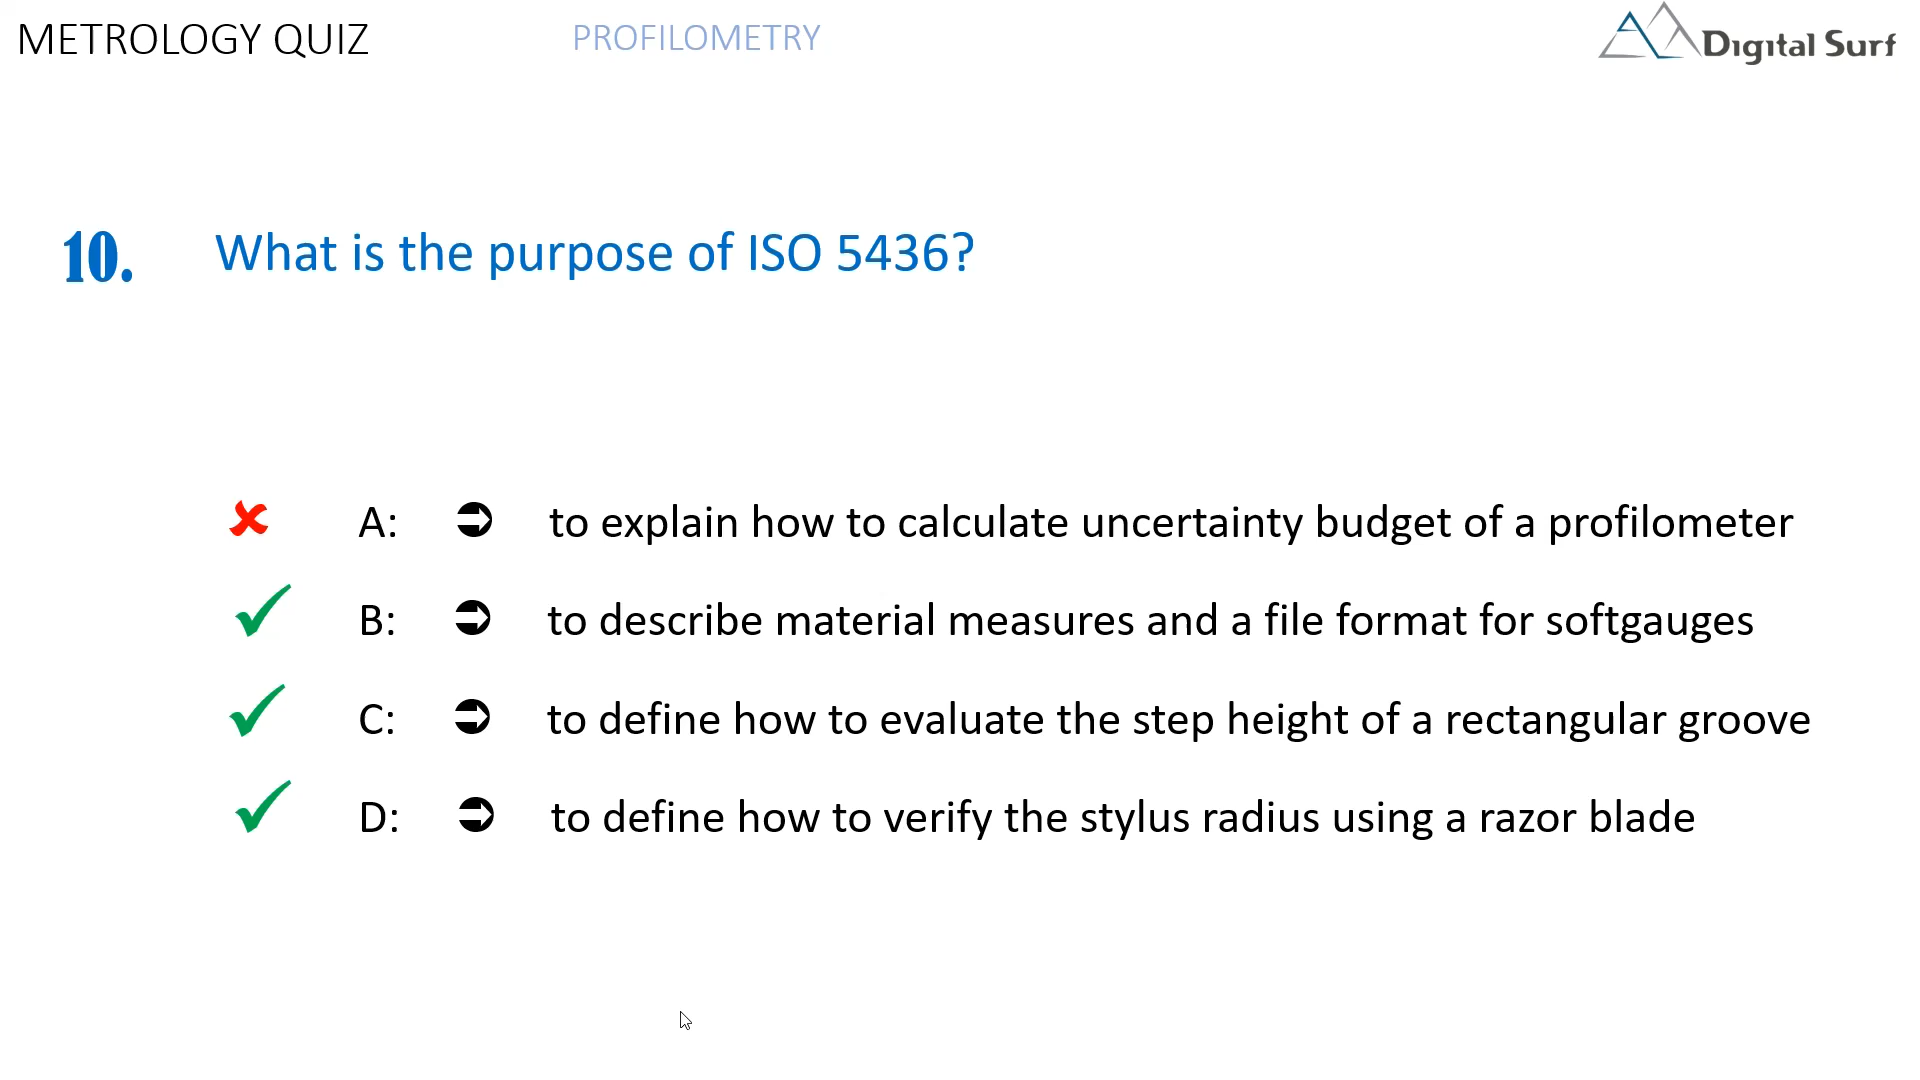 METROLOGY QUIZ
PROFILOMETRY
Digital Surf
10. What is the purpose of ISO 5436?
✘ A: ➲ to explain how to calculate uncertainty budget of a profilometer
✓ B: ➲ to describe material measures and a file format for softgauges
✓ C: ➲ to define how to evaluate the step height of a rectangular groove
✓ D: ➲ to define how to verify the stylus radius using a razor blade